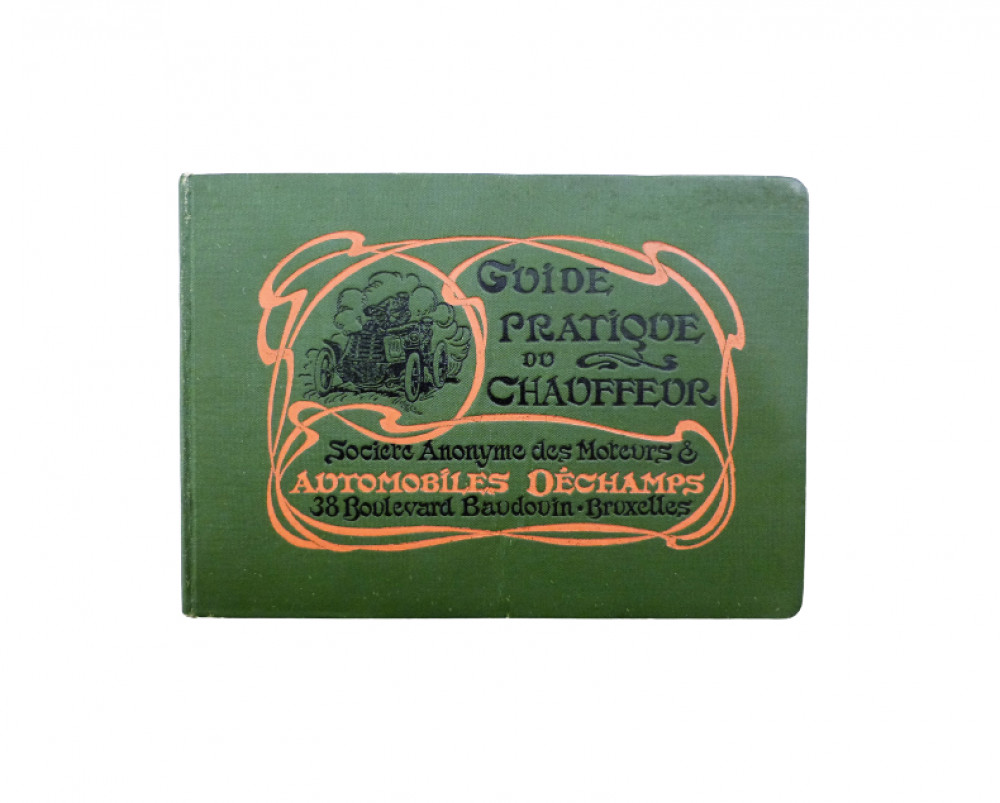 GUIDE
PRATIQUE
DU
CHAUFFEUR
Société Anonyme des Moteurs &
AUTOMOBILES DÉCHAMPS
38 Boulevard Baudouin · Bruxelles